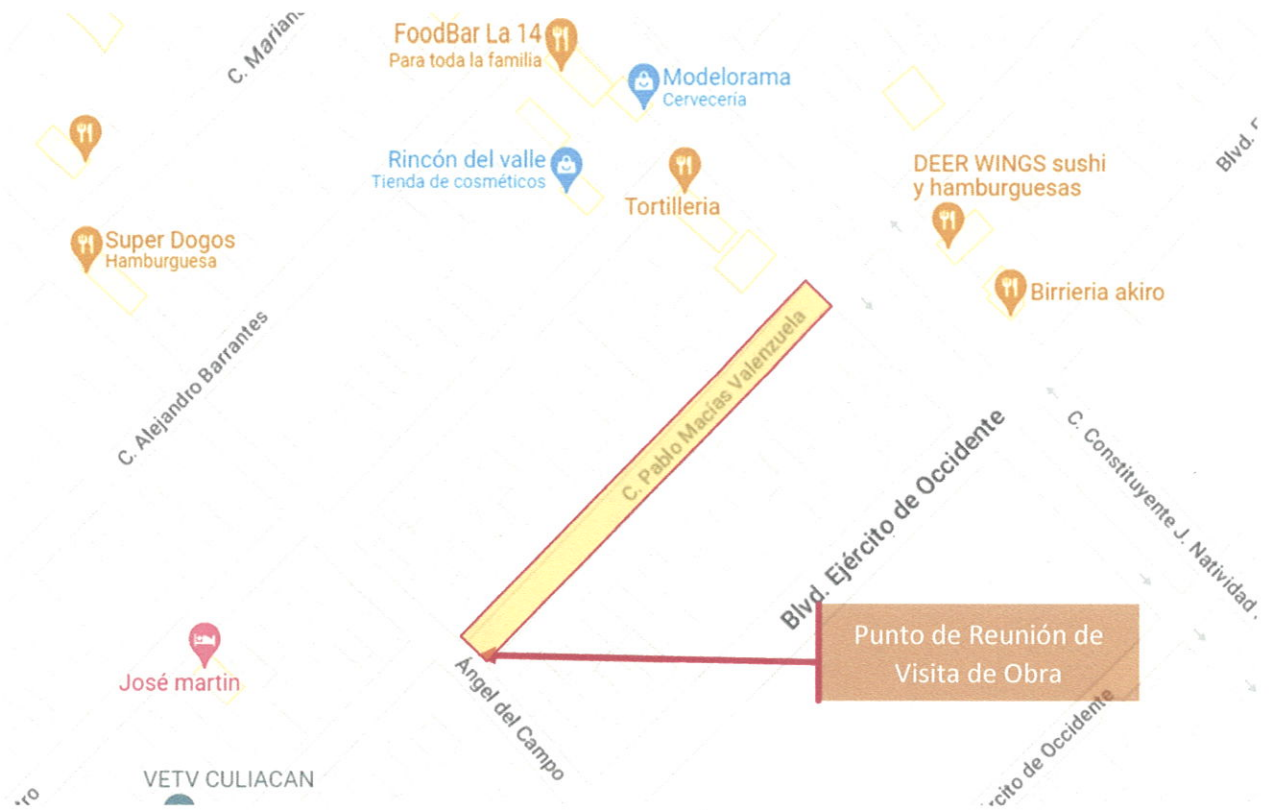 C. Mariano
FoodBar La 14
Para toda la familia
Modelorama
Cervecería
Blvd.
Rincón del valle
Tienda de cosméticos
Tortilleria
DEER WINGS sushi
y hamburguesas
Super Dogos
Hamburguesa
Birrieria akiro
C. Alejandro Barrantes
C. Pablo Macías Valenzuela
Blvd. Ejército de Occidente
C. Constituyente J. Natividad
Punto de Reunión de
Visita de Obra
José martin
Ángel del Campo
rcito de Occidente
VETV CULIACAN